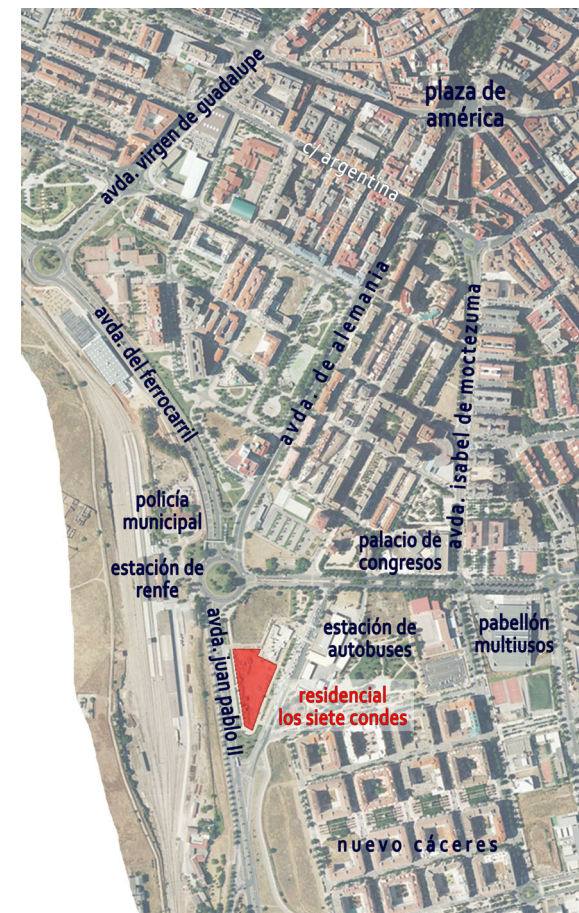 avda. virgen de guadalupe
plaza de
américa
c/ argentina
avda. de alemania
avda. isabel de moctezuma
avda. del ferrocarril
policía
municipal
palacio de
congresos
estación de
renfe
avda. juan pablo II
estación de
autobuses
pabellón
multiusos
residencial
los siete condes
nuevo cáceres